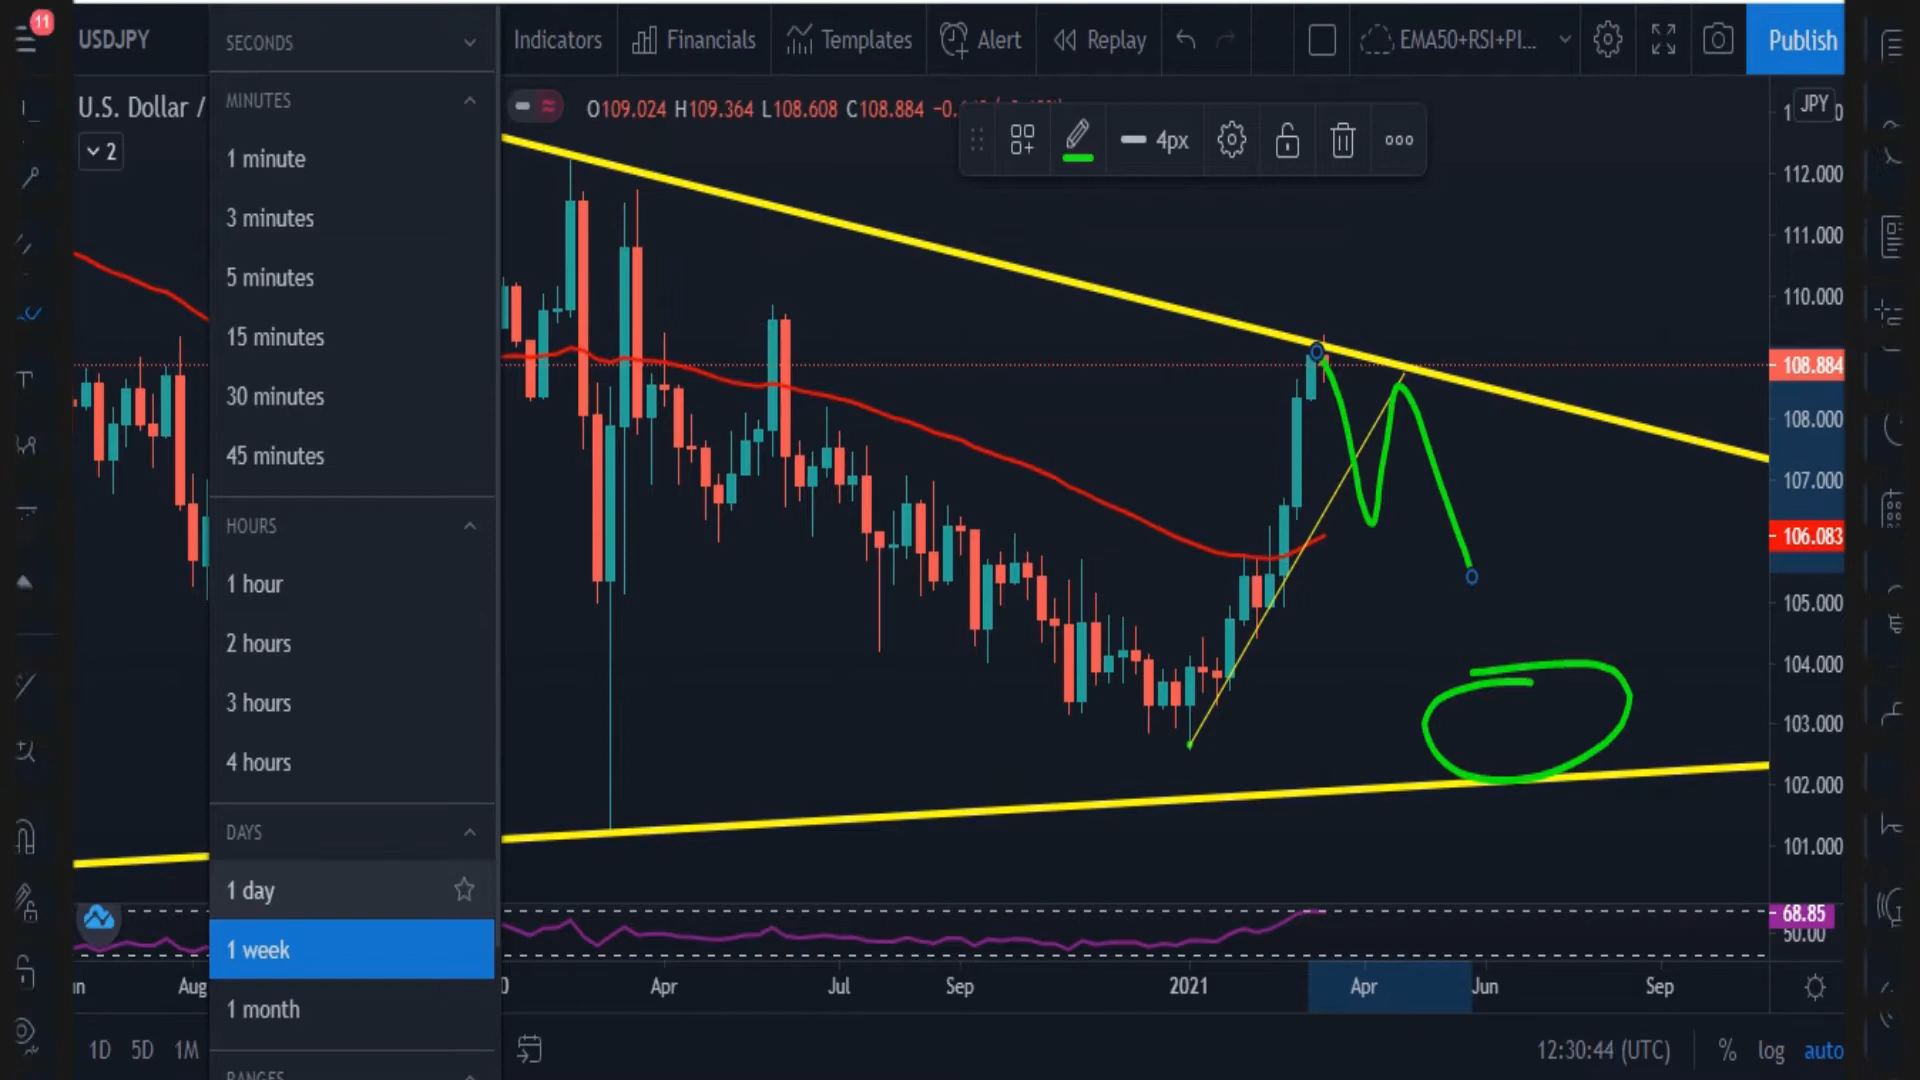 11
USDJPY
SECONDS
Indicators
Financials
Templates
Alert
Replay
EMA50+RSI+PI...
Publish
U.S. Dollar /
2
O109.024 H109.364 L108.608 C108.884
4px
JPY
MINUTES
1 minute
3 minutes
5 minutes
15 minutes
30 minutes
45 minutes
HOURS
1 hour
2 hours
3 hours
4 hours
DAYS
1 day
1 week
1 month
RANGES
112.000
111.000
110.000
108.884
108.000
107.000
106.083
105.000
104.000
103.000
102.000
101.000
68.85
50.00
Aug
Apr
Jul
Sep
2021
Apr
Jun
Sep
1D 5D 1M
12:30:44 (UTC)
% log auto